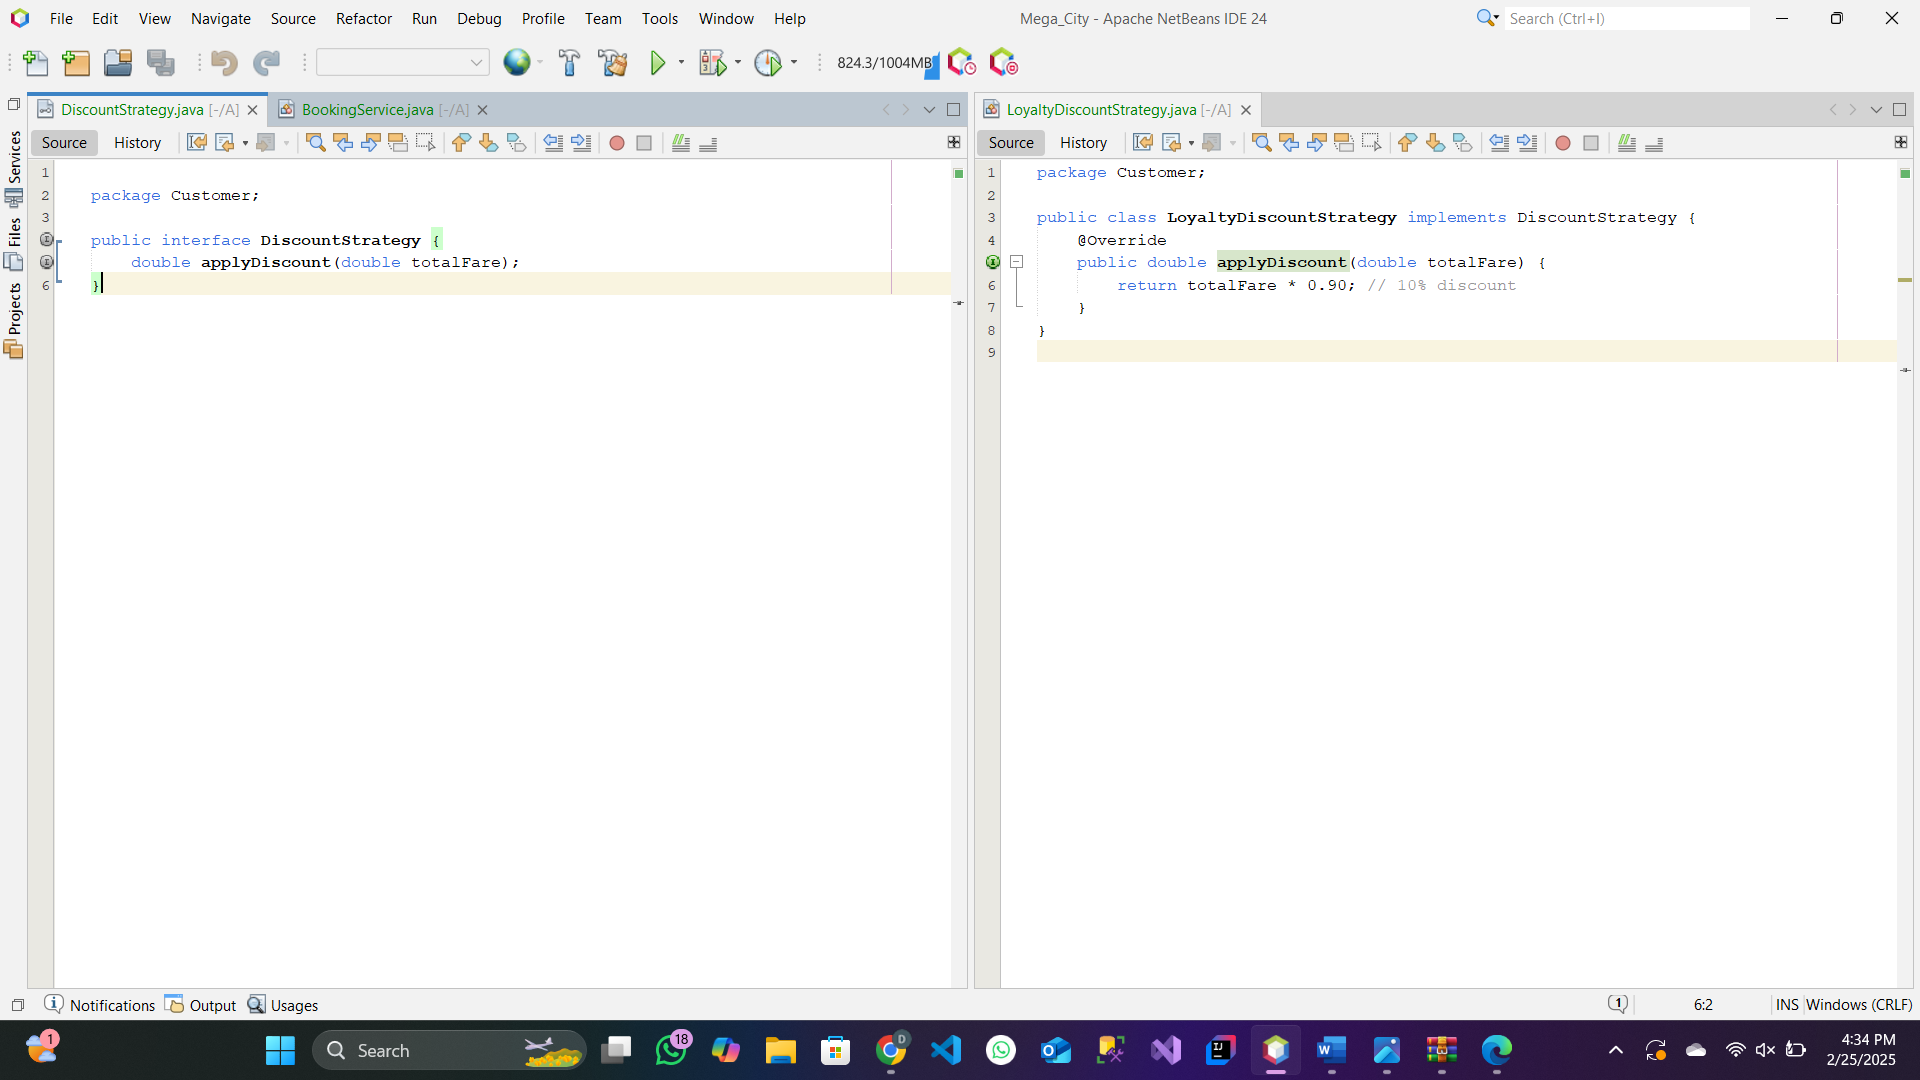 File Edit View Navigate Source Refactor Run Debug Profile Team Tools Window Help
Mega_City - Apache NetBeans IDE 24
Search (Ctrl+I)
824.3/1004MB
DiscountStrategy.java [-/A]
BookingService.java [-/A]
Source History
1
2 package Customer;
3
public interface DiscountStrategy {
double applyDiscount(double totalFare);
6 }
LoyaltyDiscountStrategy.java [-/A]
Source History
1 package Customer;
2
3 public class LoyaltyDiscountStrategy implements DiscountStrategy {
4 @Override
public double applyDiscount(double totalFare) {
6 return totalFare * 0.90; // 10% discount
7 }
8 }
9
Services
Files
Projects
Notifications Output Usages
1
6:2
INS
Windows (CRLF)
1
Search
18
D
4:34 PM
2/25/2025